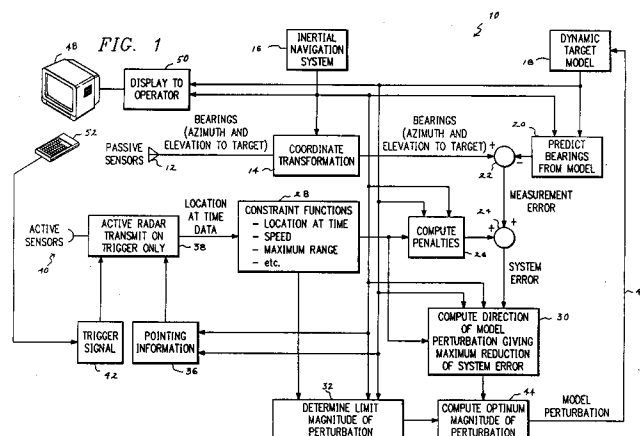 FIG. 1
10
48
50
DISPLAY TO
OPERATOR
16
INERTIAL
NAVIGATION
SYSTEM
18
DYNAMIC
TARGET
MODEL
52
PASSIVE
SENSORS
12
BEARINGS
(AZIMUTH AND
ELEVATION TO TARGET)
COORDINATE
TRANSFORMATION
14
BEARINGS
(AZIMUTH AND
ELEVATION TO TARGET)
+
22
−
20
PREDICT
BEARINGS
FROM MODEL
MEASUREMENT
ERROR
ACTIVE
SENSORS
40
ACTIVE RADAR
TRANSMIT ON
TRIGGER ONLY
38
LOCATION
AT TIME
DATA
28
CONSTRAINT FUNCTIONS
– LOCATION AT TIME
– SPEED
– MAXIMUM RANGE
– etc.
COMPUTE
PENALTIES
26
24
+
+
SYSTEM
ERROR
TRIGGER
SIGNAL
42
POINTING
INFORMATION
36
COMPUTE DIRECTION
OF MODEL
PERTURBATION GIVING
MAXIMUM REDUCTION
OF SYSTEM ERROR
30
32
DETERMINE LIMIT
MAGNITUDE OF
PERTURBATION
44
COMPUTE OPTIMUM
MAGNITUDE OF
PERTURBATION
MODEL
PERTURBATION